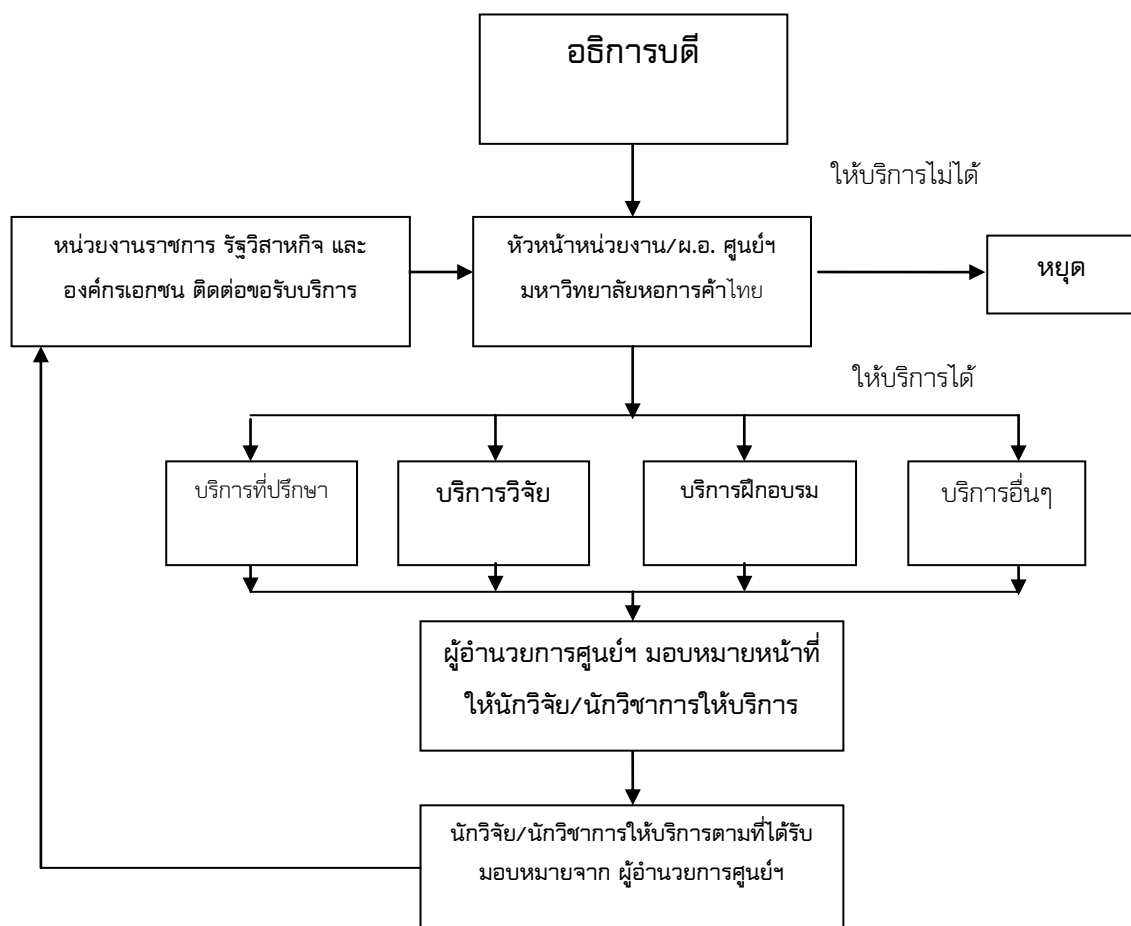 อธิการบดี
ให้บริการไม่ได้
หน่วยงานราชการ รัฐวิสาหกิจ และ
องค์กรเอกชน ติดต่อขอรับบริการ
หัวหน้าหน่วยงาน/ผ.อ. ศูนย์ฯ
มหาวิทยาลัยหอการค้าไทย
หยุด
ให้บริการได้
บริการที่ปรึกษา
บริการวิจัย
บริการฝึกอบรม
บริการอื่นๆ
ผู้อำนวยการศูนย์ฯ มอบหมายหน้าที่
ให้นักวิจัย/นักวิชาการให้บริการ
นักวิจัย/นักวิชาการให้บริการตามที่ได้รับ
มอบหมายจาก ผู้อำนวยการศูนย์ฯ